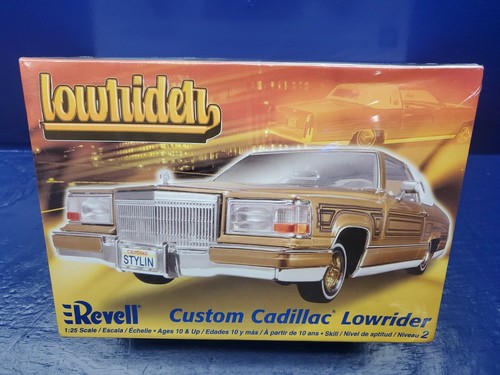 lowrider
CALIFORNIA
STYLIN
Revell
Custom Cadillac® Lowrider
1:25 Scale / Escala / Échelle • Ages 10 & Up / Edades 10 y más / À partir de 10 ans • Skill / Nivel de aptitud / Niveau 2